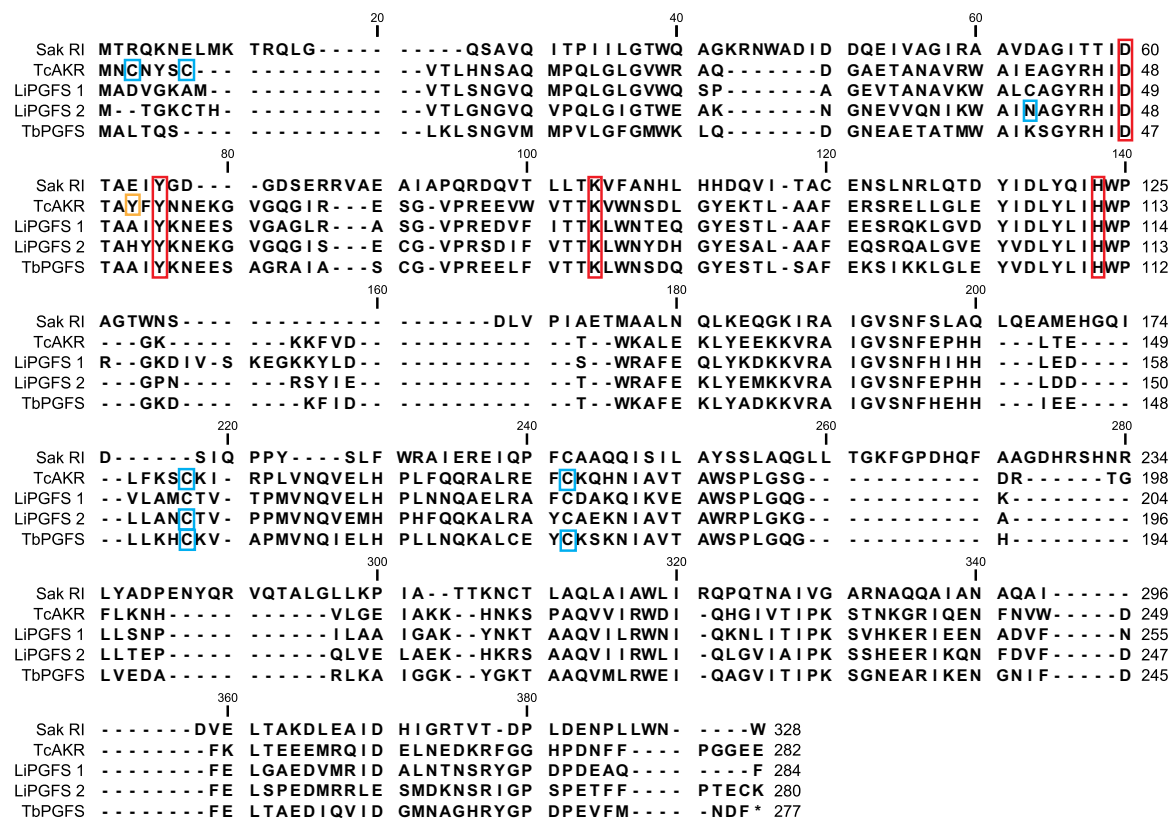 20 40 60
Sak RI MTRQKNELMK TRQLG----- -----QSAVQ ITPIILGTWQ AGKRNWADID DQEIVAGIRA AVDAGITTID 60
TcAKR MNCNYSC--- ---------- --VTLHNSAQ MPQLGLGVWR AQ------D GAETANAVRW AIEAGYRHID 48
LiPGFS 1 MADVGKAM-- ---------- --VTLSNGVQ MPQLGLGVWQ SP------A GEVTANAVKW ALCAGYRHID 49
LiPGFS 2 M--TGKCTH- ---------- --VTLNGVQ VPQLGIGTWE AK------N GNEVVQNIKW AINAGYRHID 48
TbPGFS MALTQS---- ---------- --LKLSNGVM MPVLGFGMWK LQ------D GNEAETATMW AIKSGYRHID 47
80 100 120 140
Sak RI TAEIYGD--- -GDSERRVAE AIAPQRDQVT LLTKVFANHL HHDQVI-TAC ENSLNRLQTD YIDLYQIHWP 125
TcAKR TAYFYNNEKG VGQGIR---E SG-VPREEVW VTTKVWNSDL GYEKTL-AAF ERSRELLGLE YIDLYLIHWP 113
LiPGFS 1 TAAIYKNEES VGAGLR---A SG-VPREDVF ITTKLWNTEQ GYESTL-AAF EESRQKLGVD YIDLYLIHWP 114
LiPGFS 2 TAHYYKNEKG VGQGIS---E CG-VPRSDIF VTTKLWNYDH GYESAL-AAF EQSRQALGVE YVDLYLIHWP 113
TbPGFS TAAIYKNEES AGRAIA---S CG-VPREELF VTTKLWNSDQ GYESTL-SAF EKSIKKLGLE YVDLYLIHWP 112
160 180 200
Sak RI AGTWNS---- ---------- -------DLV PIAETMAALN QLKEQGKIRA IGVSNFSLAQ LQEAMEHGQI 174
TcAKR ---GK----- ---KKFVD-- ---------- --T--WKALE KLYEEKKVRA IGVSNFEPHH ---LTE---- 149
LiPGFS 1 R--GKDIV-S KEGKKYLD-- ---------- --S--WRAFE QLYKDKKVRA IGVSNFHIHH ---LED---- 158
LiPGFS 2 ---GPN---- ---RSYIE-- ---------- --T--WRAFE KLYEMKKVRA IGVSNFEPHH ---LDD---- 150
TbPGFS ---GKD---- ----KFID-- ---------- --T--WKAFE KLYADKKVRA IGVSNFHEHH ---IEE---- 148
220 240 260 280
Sak RI D------SIQ PPY----SLF WRAIEREIQP FCAAQQISIL AYSSLAQGLL TGKFGPDHQF AAGDHRSHNR 234
TcAKR --LFKSCKI- RPLVNQVELH PLFQQRALRE FCKQHNIAVT AWSPLGSG-- ---------- DR------TG 198
LiPGFS 1 --VLAMCTV- TPMVNQVELH PLNNQAELRA FCDAKQIKVE AWSPLGQG-- ---------- K--------- 204
LiPGFS 2 --LLANCTV- PPMVNQVEMH PHFQQKALRA YCAEKNIAVT AWRPLGKG-- ---------- A--------- 196
TbPGFS --LLKHCKV- APMVNQIELH PLLNQKALCE YCKSKNIAVT AWSPLGQG-- ---------- H--------- 194
300 320 340
Sak RI LYADPENYQR VQTALGLLKP IA--TTKNCT LAQLAIAWLI RQPQTNAIVG ARNAQQAIAN AQAI------ 296
TcAKR FLKNH----- ------VLGE IAKK--HNKS PAQVVIRWDI -QHGIVTIPK STNKGRIQEN FNVW-----D 249
LiPGFS 1 LLSNP----- ------ILAA IGAK--YNKT AAQVILRWNI -QKNLITIPK SVHKERIEEN ADVF-----N 255
LiPGFS 2 LLTEP----- ------QLVE LAEK--HKRS AAQVIIRWLI -QLGVIAIPK SSHEERIKQN FDVF-----D 247
TbPGFS LVEDA----- ------RLKA IGGK--YGKT AAQVMLRWEI -QAGVITIPK SGNEARIKEN GNIF-----D 245
360 380
Sak RI -------DVE LTAKDLEAID HIGRTVT-DP LDENPLLWN- ----W 328
TcAKR --------FK LTEEEMRQID ELNEDKRFGG HPDNFF---- PGGEE 282
LiPGFS 1 --------FE LGAEDVMRID ALNTNSRYGP DPDEAQ---- ----F 284
LiPGFS 2 --------FE LSPEDMRRLE SMDKNSRIGP SPETFF---- PTECK 280
TbPGFS --------FE LTAEDIQVID GMNAGHRYGP DPEVFM---- -NDF* 277